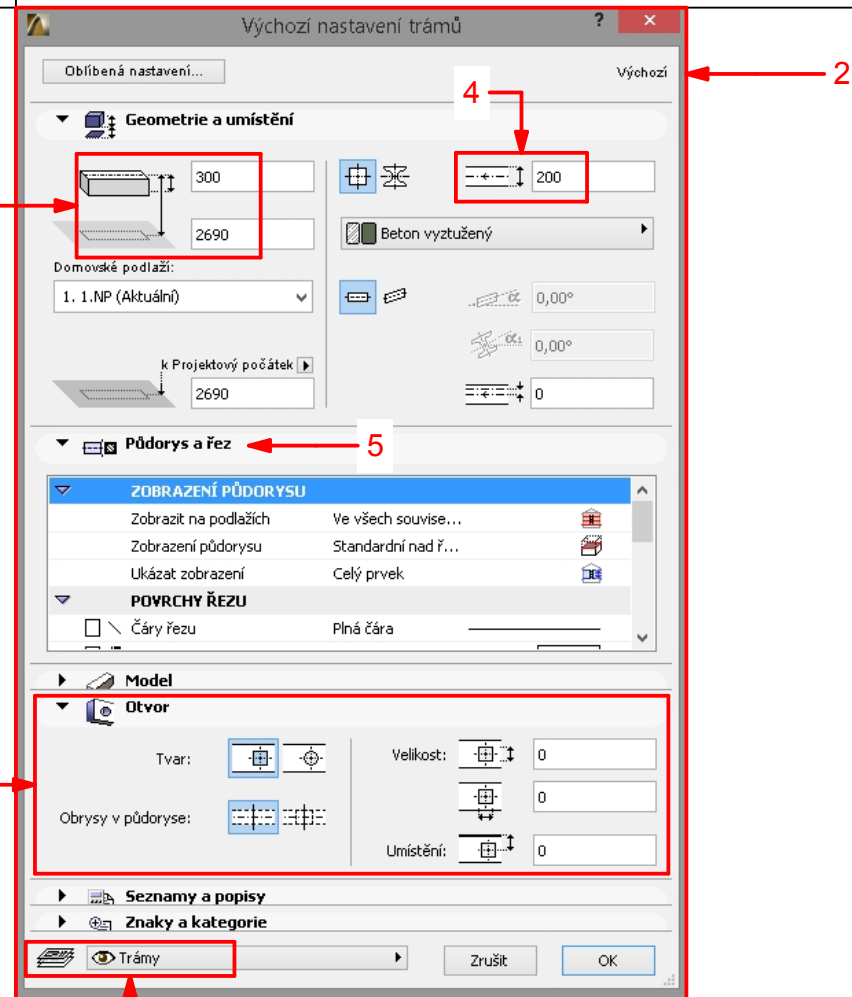 Výchozí nastavení trámů ?
Oblíbená nastavení... Výchozí
2
4
Geometrie a umístění
300 200
2690 Beton vyztužený
Domovské podlaží:
1. 1.NP (Aktuální) α 0,00°
α₁ 0,00°
k Projektový počátek
2690 0
Půdorys a řez 5
ZOBRAZENÍ PŮDORYSU
Zobrazit na podlažích Ve všech souvise...
Zobrazení půdorysu Standardní nad ř...
Ukázat zobrazení Celý prvek
POVRCHY ŘEZU
Čáry řezu Plná čára
Model
Otvor
Tvar: Velikost: 0
0
Obrysy v půdoryse:
Umístění: 0
Seznamy a popisy
Znaky a kategorie
Trámy Zrušit OK